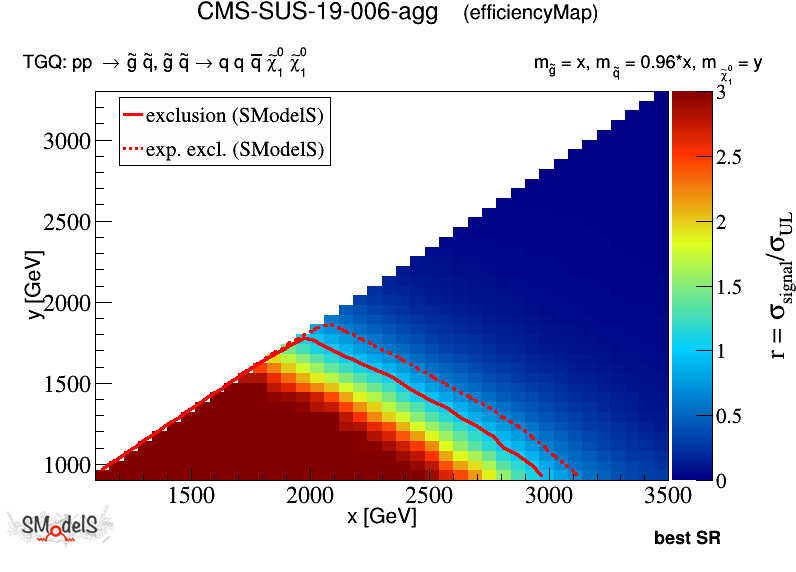 CMS-SUS-19-006-agg (efficiencyMap)
TGQ: pp → g̃ q̃, g̃ q̃ → q q q̅ χ̃⁰₁ χ̃⁰₁
m_g̃ = x, m_q̃ = 0.96*x, m_χ̃⁰₁ = y
exclusion (SModelS)
exp. excl. (SModelS)
3000
2500
2000
1500
1000
y [GeV]
1500 2000 2500 3000 3500
x [GeV]
3
2.5
2
1.5
1
0.5
0
r = σ_signal/σ_UL
SModelS
best SR